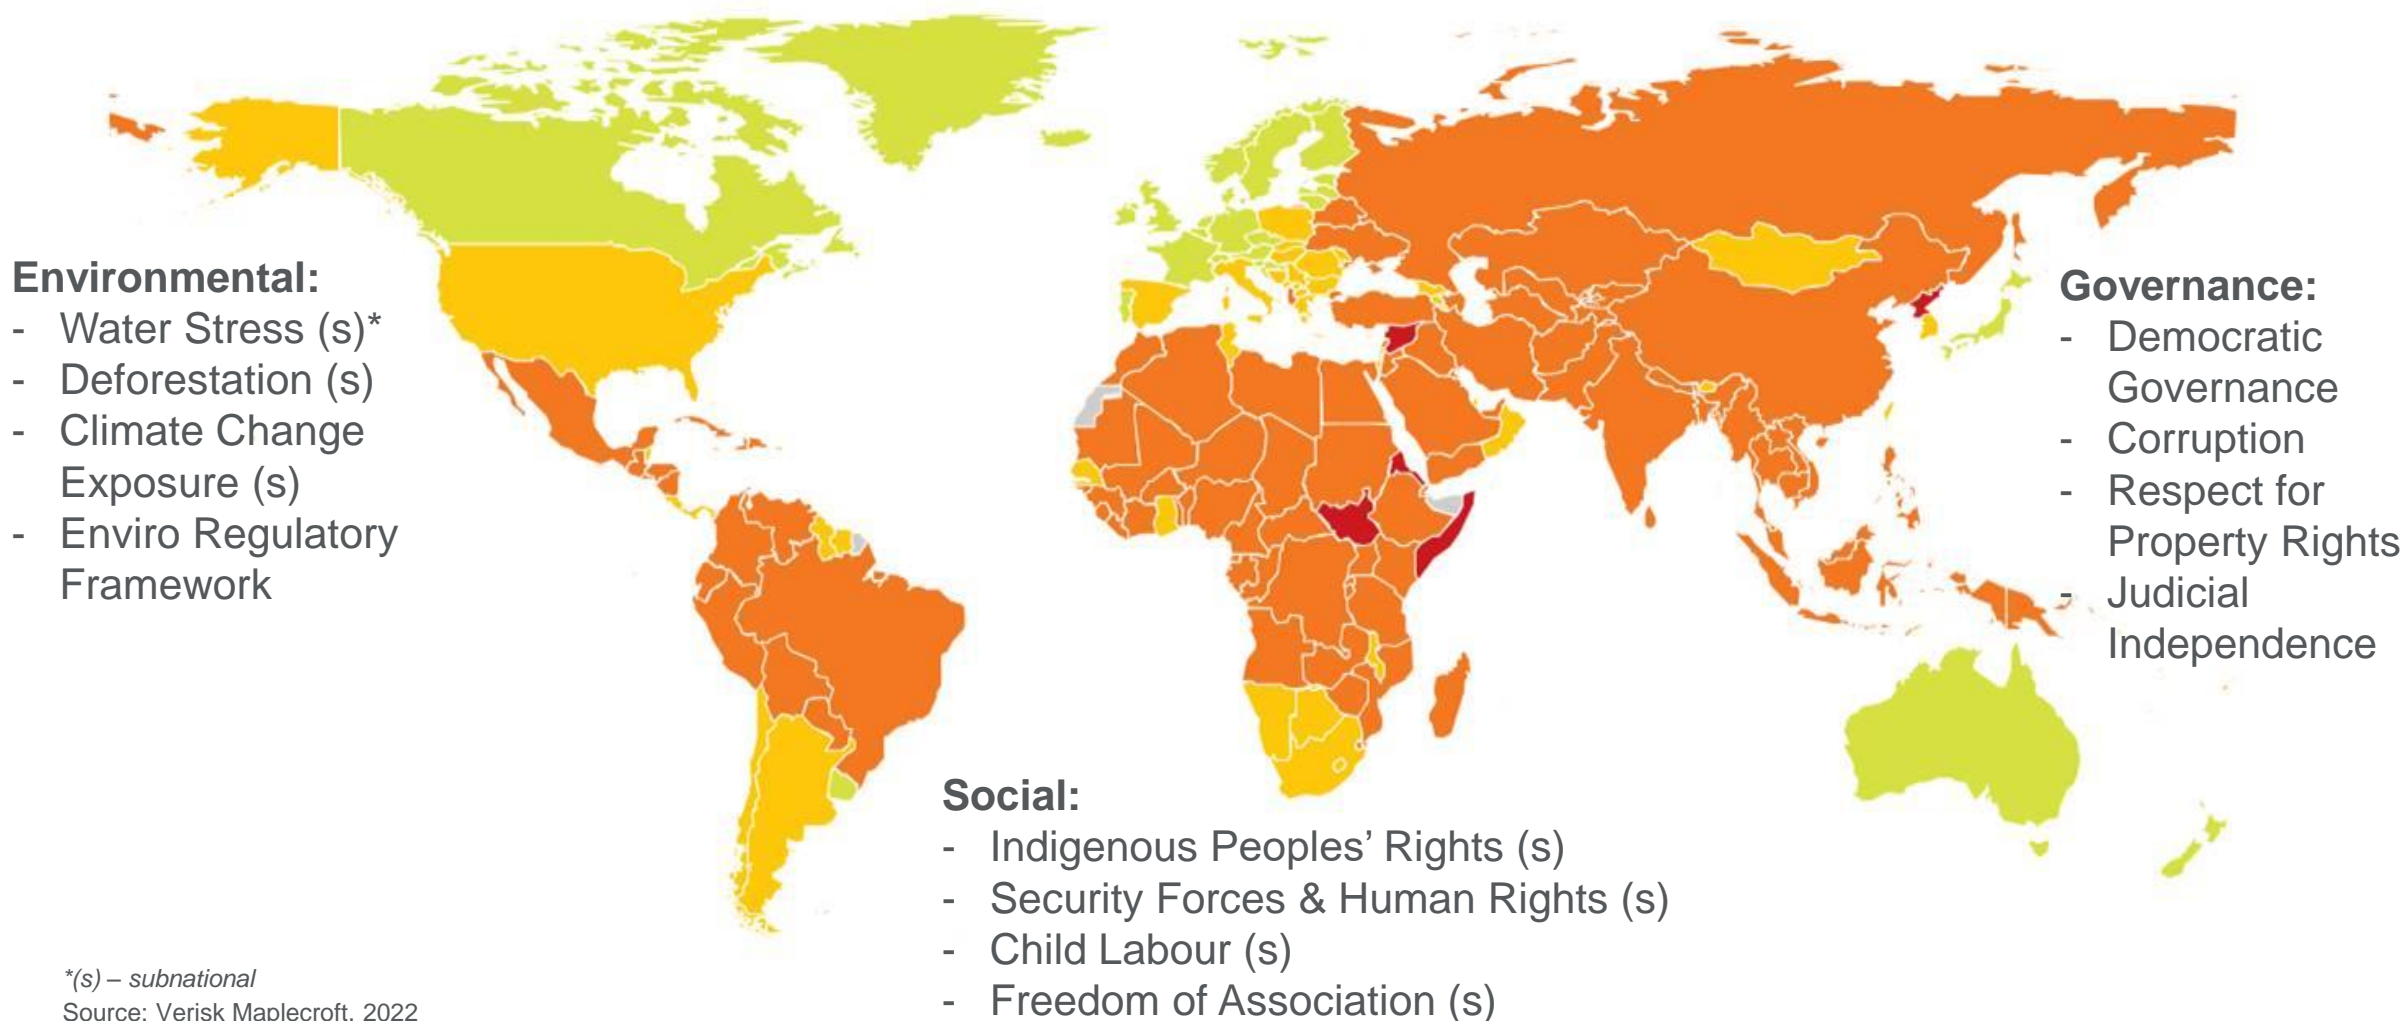 Environmental:
- Water Stress (s)*
- Deforestation (s)
- Climate Change
Exposure (s)
- Enviro Regulatory
Framework
Governance:
- Democratic
Governance
- Corruption
- Respect for
Property Rights
- Judicial
Independence
Social:
- Indigenous Peoples’ Rights (s)
- Security Forces & Human Rights (s)
- Child Labour (s)
- Freedom of Association (s)
*(s) – subnational
Source: Verisk Maplecroft, 2022